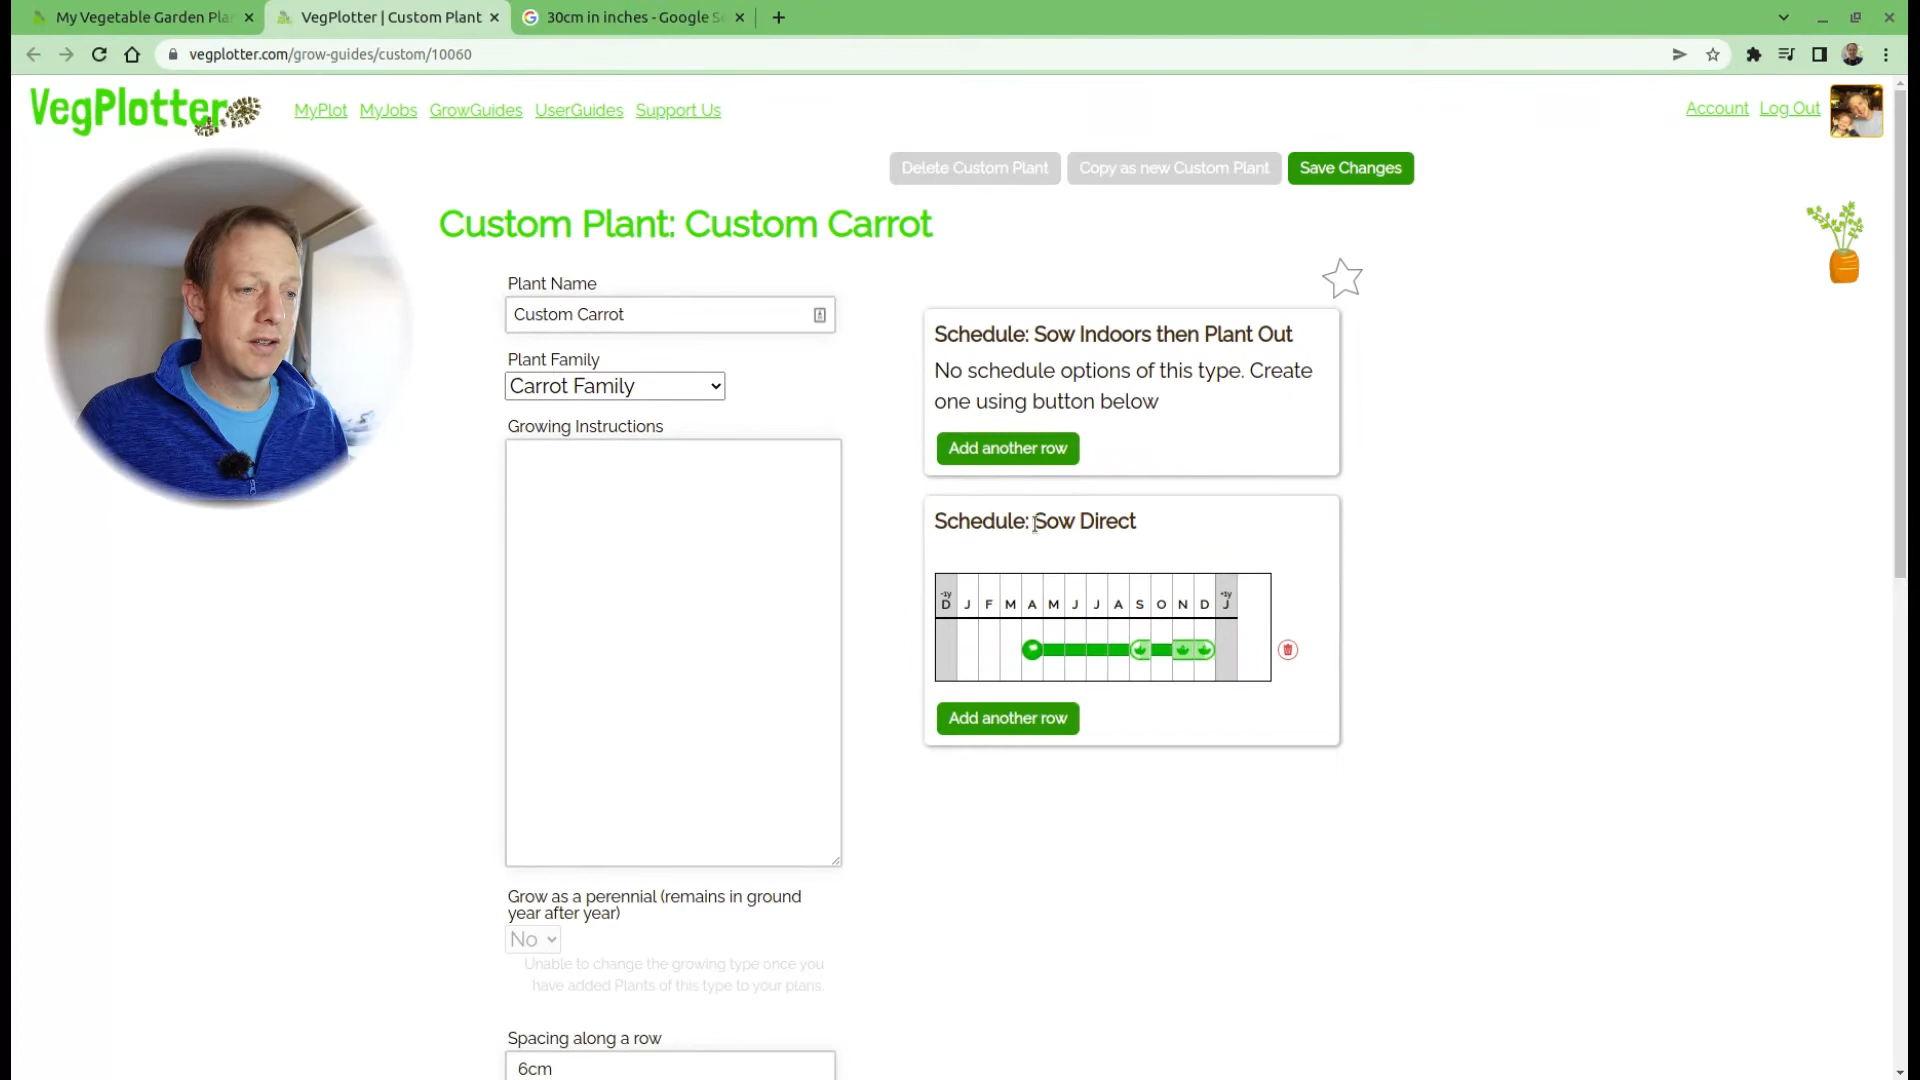 My Vegetable Garden Pla
VegPlotter | Custom Plant
30cm in inches - Google Se
vegplotter.com/grow-guides/custom/10060
VegPlotter
MyPlot MyJobs GrowGuides UserGuides Support Us
Account Log Out
Delete Custom Plant Copy as new Custom Plant Save Changes
Custom Plant: Custom Carrot
Plant Name
Custom Carrot
Plant Family
Carrot Family
Growing Instructions
Grow as a perennial (remains in ground
year after year)
No
Unable to change the growing type once you
have added Plants of this type to your plans.
Spacing along a row
6cm
Schedule: Sow Indoors then Plant Out
No schedule options of this type. Create
one using button below
Add another row
Schedule: Sow Direct
-1y +1y
D J F M A M J J A S O N D J
Add another row